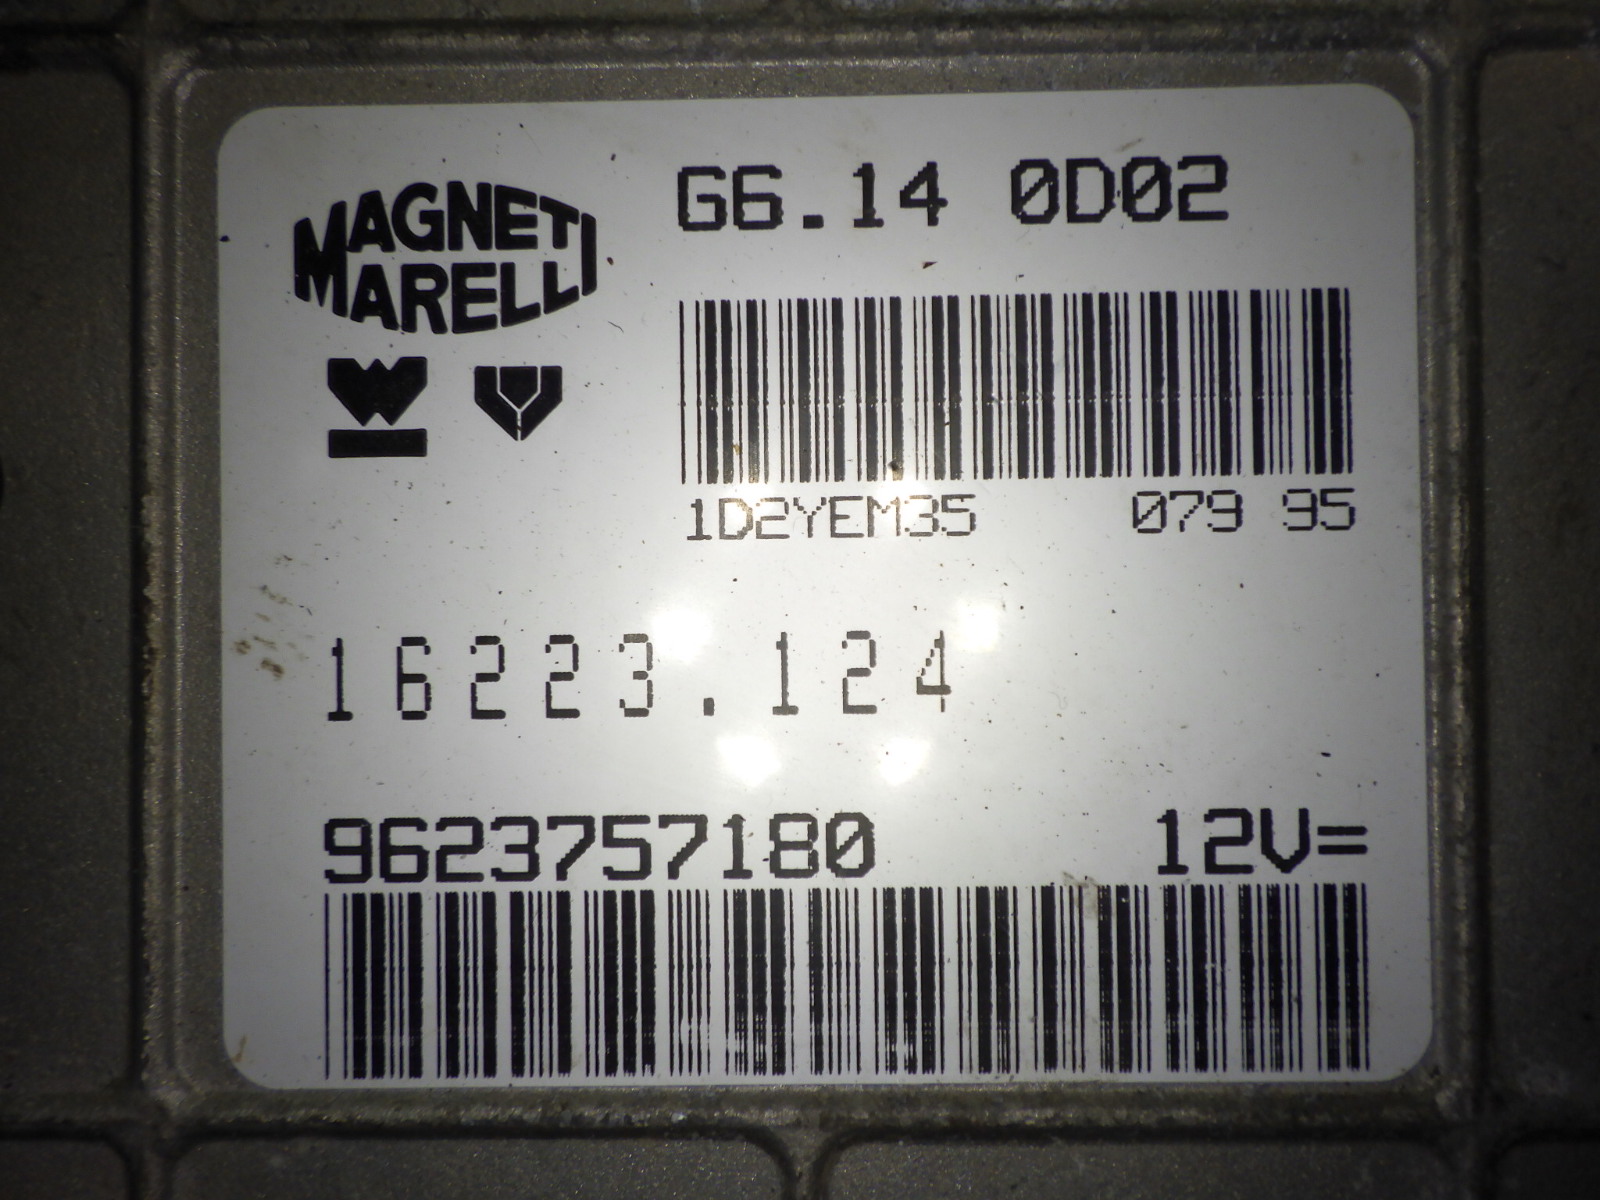 MAGNETI
MARELLI
G6.14 0D02
1D2YEM35 079 95
16223.124
9623757180 12V=